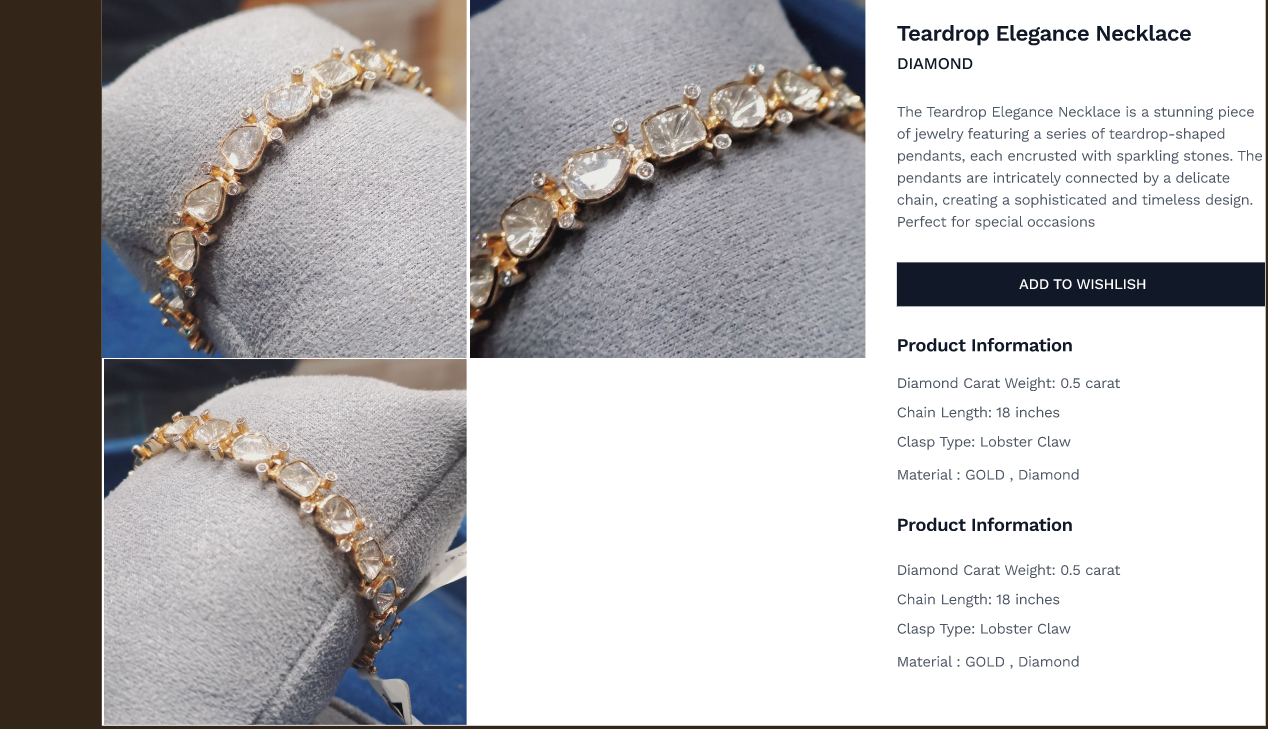 Teardrop Elegance Necklace
DIAMOND
The Teardrop Elegance Necklace is a stunning piece
of jewelry featuring a series of teardrop-shaped
pendants, each encrusted with sparkling stones. The
pendants are intricately connected by a delicate
chain, creating a sophisticated and timeless design.
Perfect for special occasions
ADD TO WISHLISH
Product Information
Diamond Carat Weight: 0.5 carat
Chain Length: 18 inches
Clasp Type: Lobster Claw
Material : GOLD , Diamond
Product Information
Diamond Carat Weight: 0.5 carat
Chain Length: 18 inches
Clasp Type: Lobster Claw
Material : GOLD , Diamond